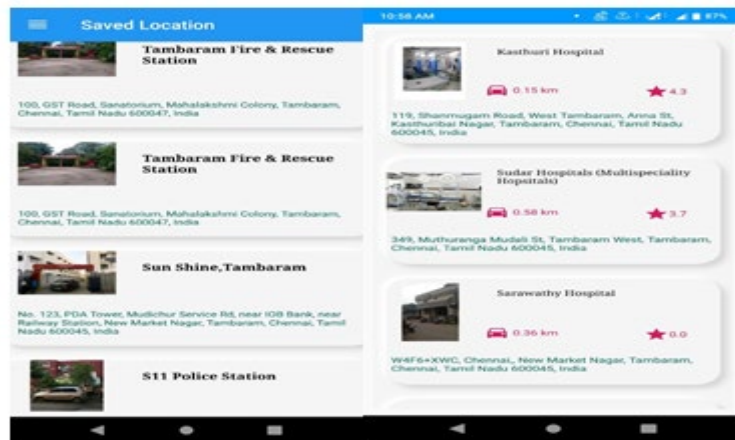 Saved Location
Tambaram Fire & Rescue
Station
100, GST Road, Sanatorium, Mahalakshmi Colony, Tambaram,
Chennai, Tamil Nadu 600047, India
Tambaram Fire & Rescue
Station
100, GST Road, Sanatorium, Mahalakshmi Colony, Tambaram,
Chennai, Tamil Nadu 600047, India
Sun Shine,Tambaram
No. 123, PDA Tower, Mudichur Service Rd, near IOB Bank, near
Railway Station, New Market Nagar, Tambaram, Chennai, Tamil
Nadu 600045, India
S11 Police Station
10:58 AM
87%
Kasthuri Hospital
0.15 km
4.3
119, Shanmugam Road, West Tambaram, Anna St,
Kasthuribai Nagar, Tambaram, Chennai, Tamil Nadu
600045, India
Sudar Hospitals (Multispeciality
Hopsitals)
0.58 km
3.7
349, Muthuranga Mudali St, Tambaram West, Tambaram,
Chennai, Tamil Nadu 600045, India
Sarawathy Hospital
0.36 km
0.0
W4F6+XWC, Chennai,, New Market Nagar, Tambaram,
Chennai, Tamil Nadu 600045, India